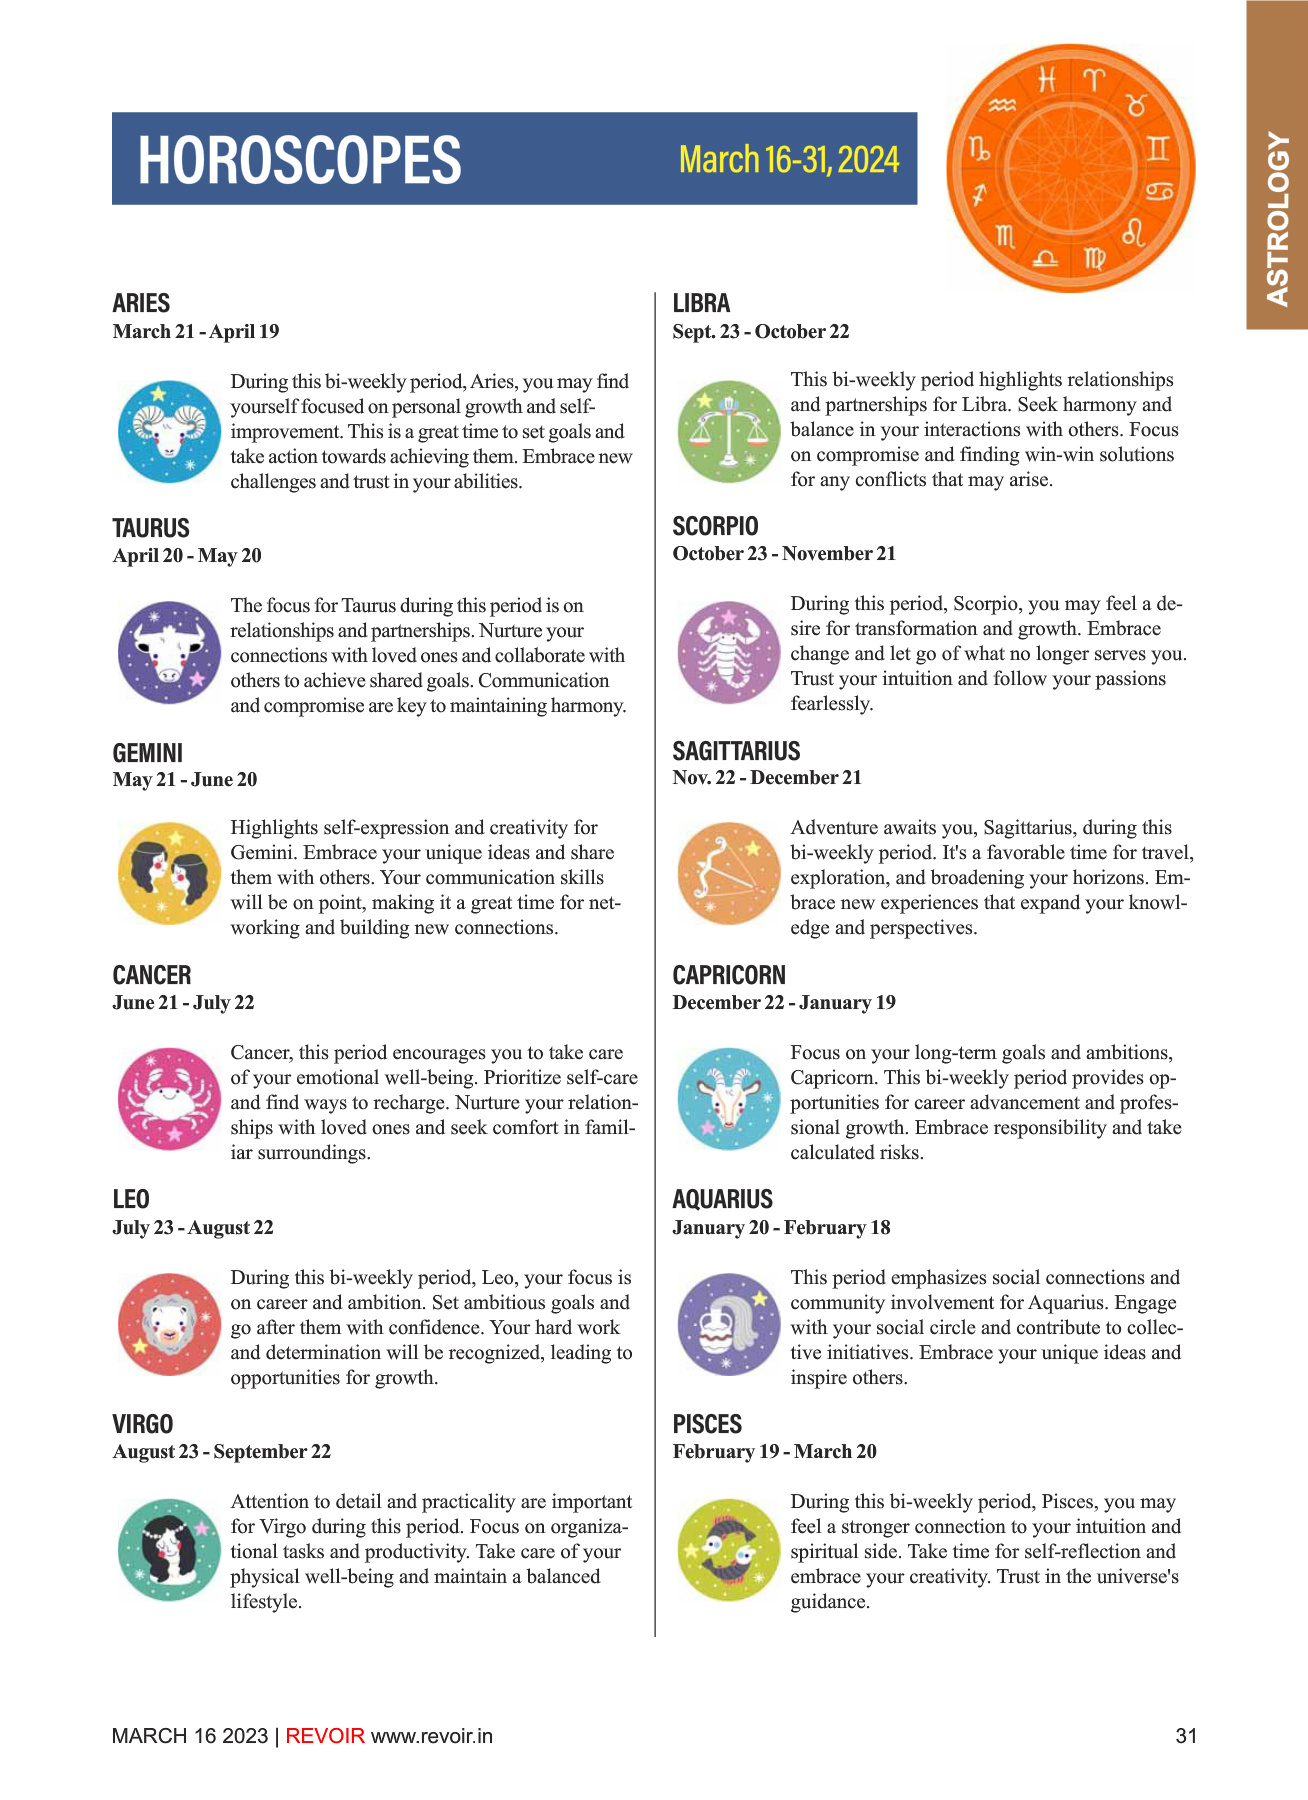 HOROSCOPES
March 16-31, 2024
ASTROLOGY
ARIES
March 21 - April 19
During this bi-weekly period, Aries, you may find
yourself focused on personal growth and self-
improvement. This is a great time to set goals and
take action towards achieving them. Embrace new
challenges and trust in your abilities.
TAURUS
April 20 - May 20
The focus for Taurus during this period is on
relationships and partnerships. Nurture your
connections with loved ones and collaborate with
others to achieve shared goals. Communication
and compromise are key to maintaining harmony.
GEMINI
May 21 - June 20
Highlights self-expression and creativity for
Gemini. Embrace your unique ideas and share
them with others. Your communication skills
will be on point, making it a great time for net-
working and building new connections.
CANCER
June 21 - July 22
Cancer, this period encourages you to take care
of your emotional well-being. Prioritize self-care
and find ways to recharge. Nurture your relation-
ships with loved ones and seek comfort in famil-
iar surroundings.
LEO
July 23 - August 22
During this bi-weekly period, Leo, your focus is
on career and ambition. Set ambitious goals and
go after them with confidence. Your hard work
and determination will be recognized, leading to
opportunities for growth.
VIRGO
August 23 - September 22
Attention to detail and practicality are important
for Virgo during this period. Focus on organiza-
tional tasks and productivity. Take care of your
physical well-being and maintain a balanced
lifestyle.
LIBRA
Sept. 23 - October 22
This bi-weekly period highlights relationships
and partnerships for Libra. Seek harmony and
balance in your interactions with others. Focus
on compromise and finding win-win solutions
for any conflicts that may arise.
SCORPIO
October 23 - November 21
During this period, Scorpio, you may feel a de-
sire for transformation and growth. Embrace
change and let go of what no longer serves you.
Trust your intuition and follow your passions
fearlessly.
SAGITTARIUS
Nov. 22 - December 21
Adventure awaits you, Sagittarius, during this
bi-weekly period. It's a favorable time for travel,
exploration, and broadening your horizons. Em-
brace new experiences that expand your knowl-
edge and perspectives.
CAPRICORN
December 22 - January 19
Focus on your long-term goals and ambitions,
Capricorn. This bi-weekly period provides op-
portunities for career advancement and profes-
sional growth. Embrace responsibility and take
calculated risks.
AQUARIUS
January 20 - February 18
This period emphasizes social connections and
community involvement for Aquarius. Engage
with your social circle and contribute to collec-
tive initiatives. Embrace your unique ideas and
inspire others.
PISCES
February 19 - March 20
During this bi-weekly period, Pisces, you may
feel a stronger connection to your intuition and
spiritual side. Take time for self-reflection and
embrace your creativity. Trust in the universe's
guidance.
MARCH 16 2023 | REVOIR www.revoir.in
31